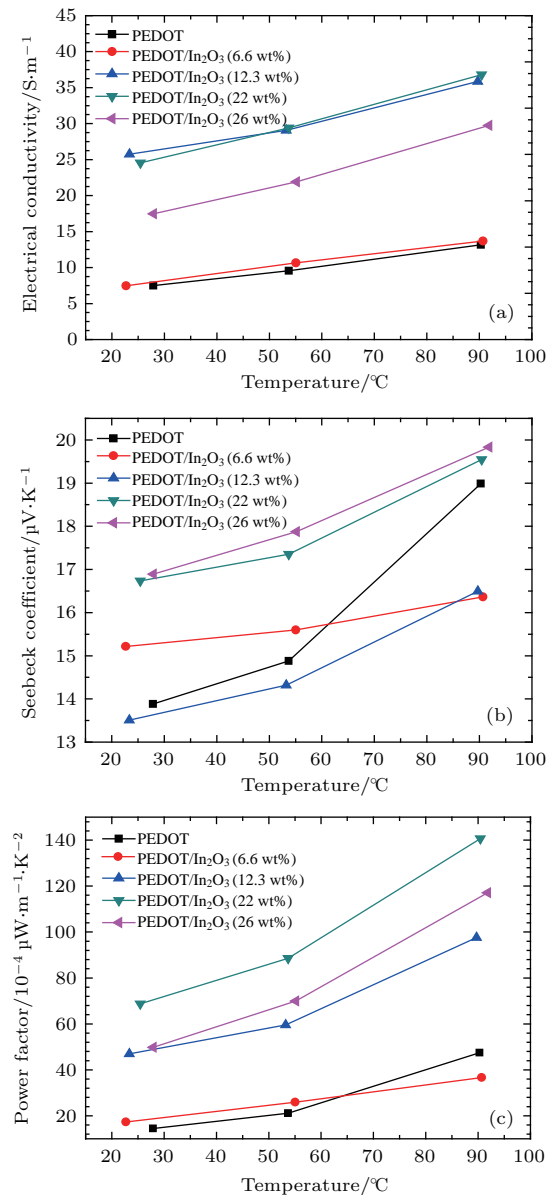 45
40
35
30
25
20
15
10
5
0
Electrical conductivity/S·m⁻¹
PEDOT
PEDOT/In₂O₃ (6.6 wt%)
PEDOT/In₂O₃ (12.3 wt%)
PEDOT/In₂O₃ (22 wt%)
PEDOT/In₂O₃ (26 wt%)
(a)
20 30 40 50 60 70 80 90 100
Temperature/℃
20
19
18
17
16
15
14
13
Seebeck coefficient/µV·K⁻¹
PEDOT
PEDOT/In₂O₃ (6.6 wt%)
PEDOT/In₂O₃ (12.3 wt%)
PEDOT/In₂O₃ (22 wt%)
PEDOT/In₂O₃ (26 wt%)
(b)
20 30 40 50 60 70 80 90 100
Temperature/℃
140
120
100
80
60
40
20
Power factor/10⁻⁴ µW·m⁻¹·K⁻²
PEDOT
PEDOT/In₂O₃ (6.6 wt%)
PEDOT/In₂O₃ (12.3 wt%)
PEDOT/In₂O₃ (22 wt%)
PEDOT/In₂O₃ (26 wt%)
(c)
20 30 40 50 60 70 80 90 100
Temperature/℃